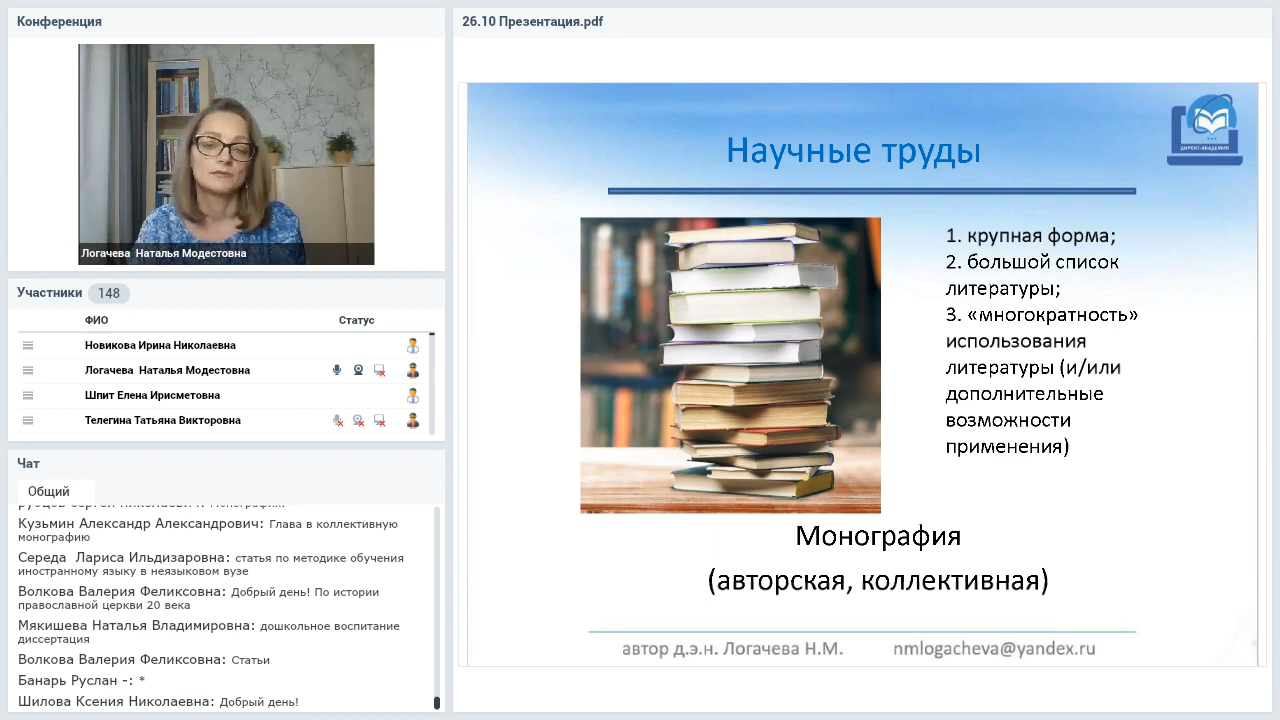 Конференция
Логачева Наталья Модестовна
Участники 148
ФИО Статус
Новикова Ирина Николаевна
Логачева Наталья Модестовна
Шпит Елена Ирисметовна
Телегина Татьяна Викторовна
Чат
Общий
Кузьмин Александр Александрович: Глава в коллективную
монографию
Середа Лариса Ильдизаровна: статья по методике обучения
иностранному языку в неязыковом вузе
Волкова Валерия Феликсовна: Добрый день! По истории
православной церкви 20 века
Мякишева Наталья Владимировна: дошкольное воспитание
диссертация
Волкова Валерия Феликсовна: Статьи
Банарь Руслан -: *
Шилова Ксения Николаевна: Добрый день!
26.10 Презентация.pdf
ДИРЕКТ-АКАДЕМИЯ
Научные труды
1. крупная форма;
2. большой список
литературы;
3. «многократность»
использования
литературы (и/или
дополнительные
возможности
применения)
Монография
(авторская, коллективная)
автор д.э.н. Логачева Н.М. nmlogacheva@yandex.ru